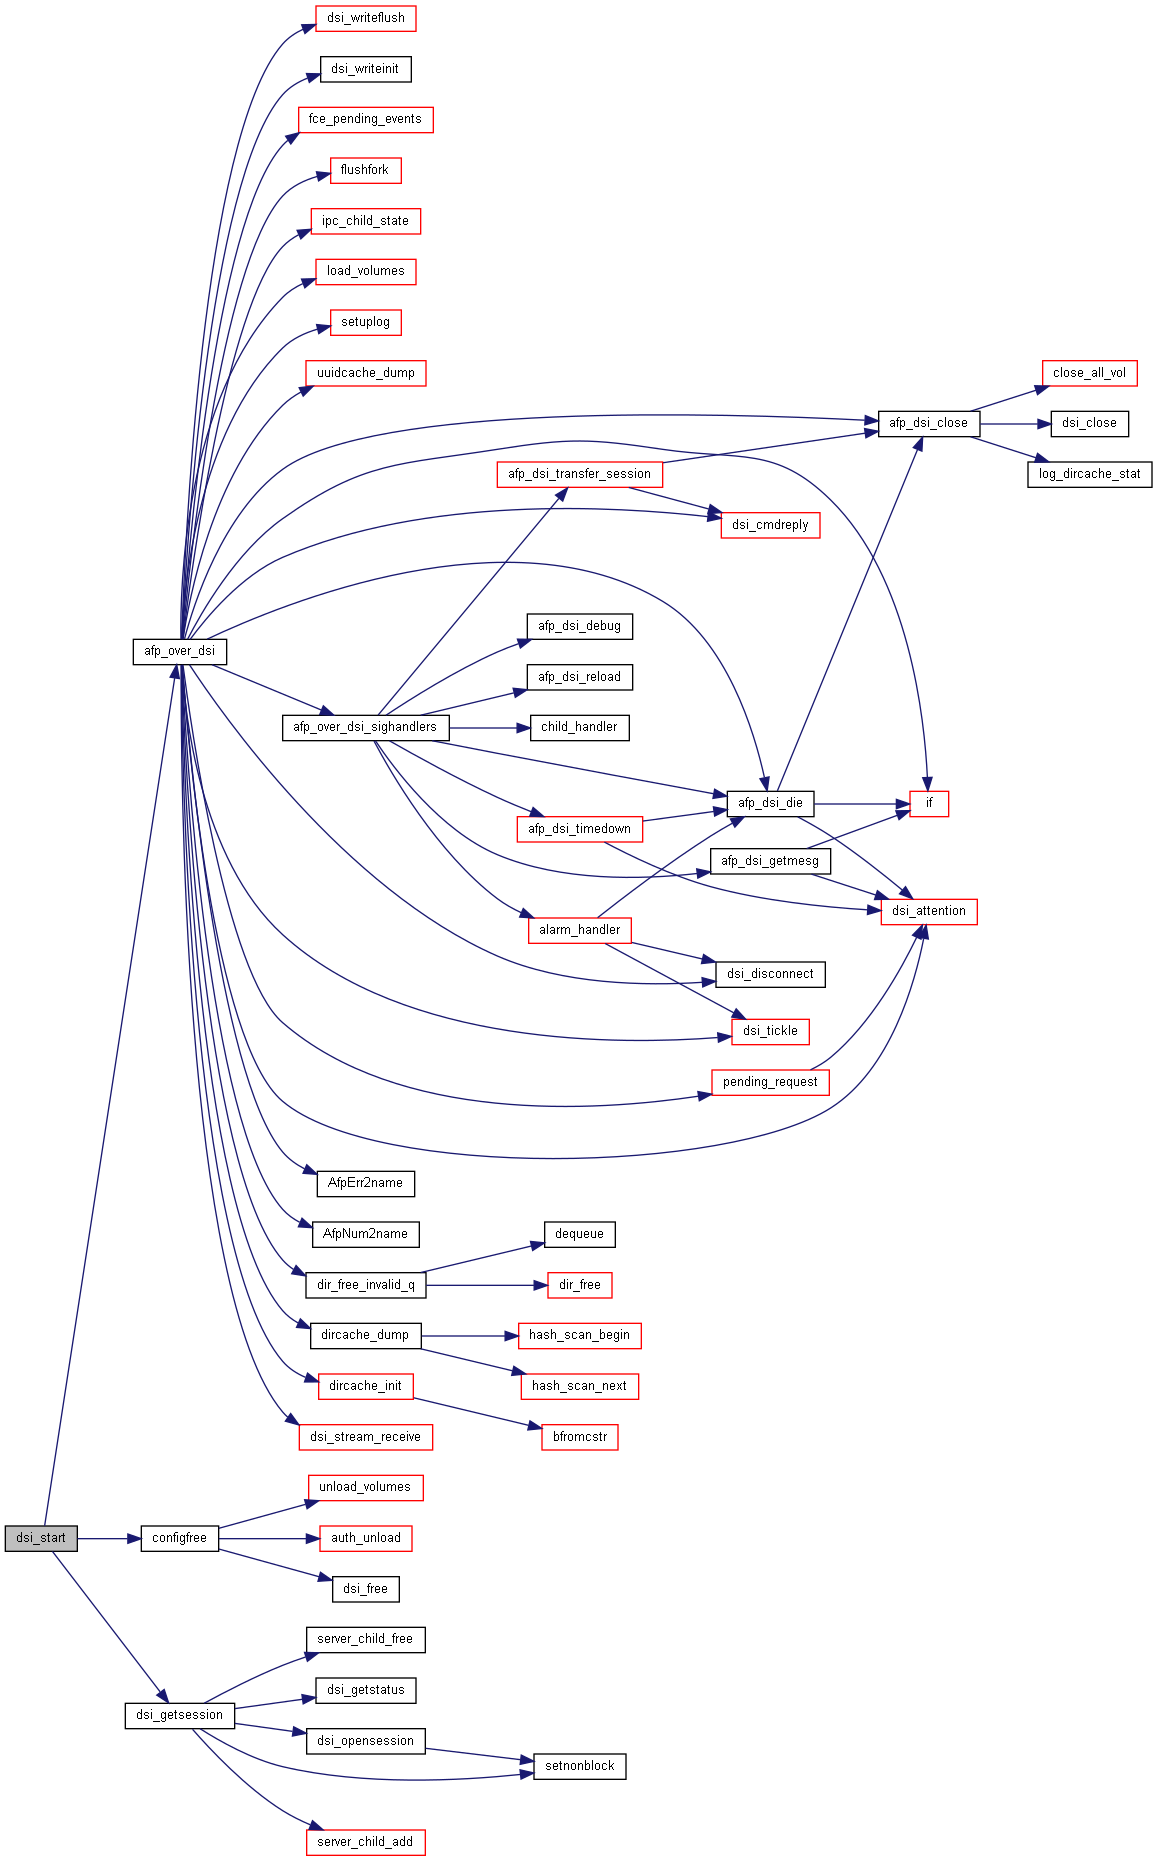 dsi_writeflush
dsi_writeinit
fce_pending_events
flushfork
ipc_child_state
load_volumes
setuplog
uuidcache_dump
close_all_vol
afp_dsi_close
dsi_close
afp_dsi_transfer_session
log_dircache_stat
dsi_cmdreply
afp_dsi_debug
afp_over_dsi
afp_dsi_reload
afp_over_dsi_sighandlers
child_handler
afp_dsi_die
if
afp_dsi_timedown
afp_dsi_getmesg
dsi_attention
alarm_handler
dsi_disconnect
dsi_tickle
pending_request
AfpErr2name
AfpNum2name
dequeue
dir_free_invalid_q
dir_free
dircache_dump
hash_scan_begin
dircache_init
hash_scan_next
dsi_stream_receive
bfromcstr
unload_volumes
dsi_start
configfree
auth_unload
dsi_free
server_child_free
dsi_getstatus
dsi_getsession
dsi_opensession
setnonblock
server_child_add